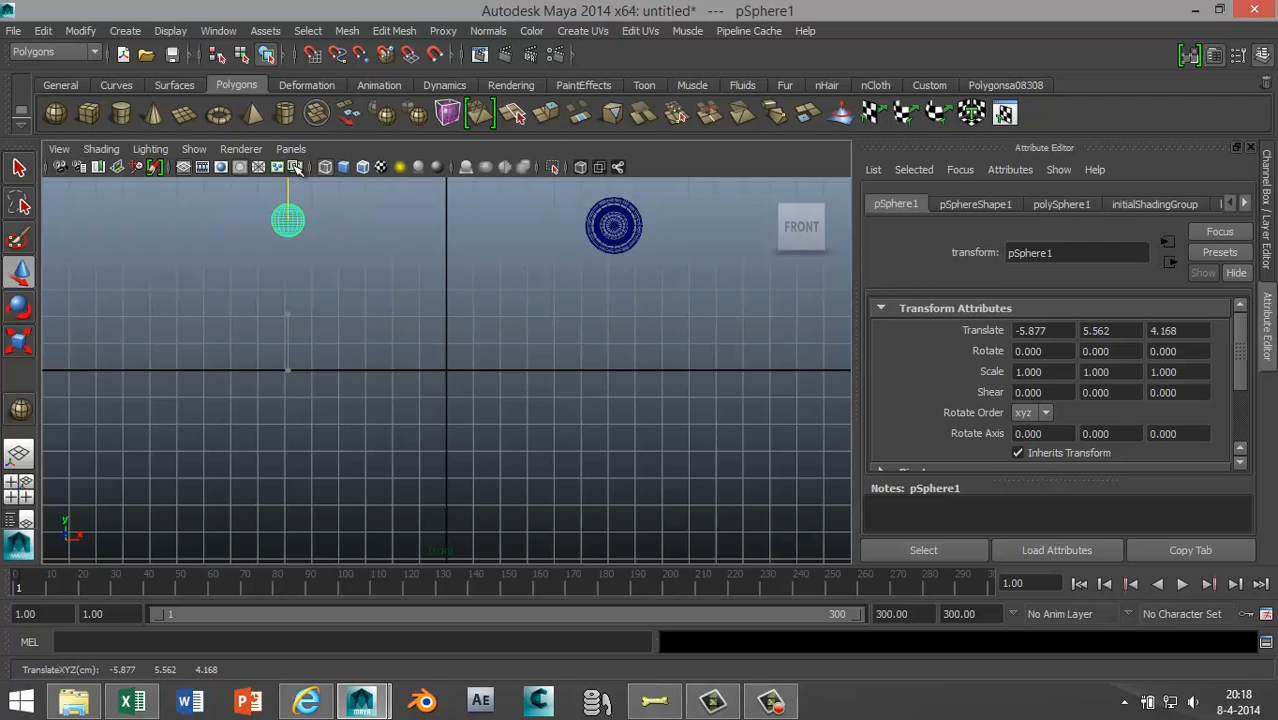 Autodesk Maya 2014 x64: untitled* --- pSphere1
File Edit Modify Create Display Window Assets Select Mesh Edit Mesh Proxy Normals Color Create UVs Edit UVs Muscle Pipeline Cache Help
Polygons
General Curves Surfaces Polygons Deformation Animation Dynamics Rendering PaintEffects Toon Muscle Fluids Fur nHair nCloth Custom Polygonsa08308
View Shading Lighting Show Renderer Panels
Attribute Editor
List Selected Focus Attributes Show Help
pSphere1 pSphereShape1 polySphere1 initialShadingGroup
Focus
transform: pSphere1
Presets
Show Hide
FRONT
Transform Attributes
Translate -5.877 5.562 4.168
Rotate 0.000 0.000 0.000
Scale 1.000 1.000 1.000
Shear 0.000 0.000 0.000
Rotate Order xyz
Rotate Axis 0.000 0.000 0.000
Inherits Transform
Notes: pSphere1
Select Load Attributes Copy Tab
Channel Box / Layer Editor
Attribute Editor
y
x
front
0 10 20 30 40 50 60 70 80 90 100 110 120 130 140 150 160 170 180 190 200 210 220 230 240 250 260 270 280 290
1
1.00
1.00 1.00 1 300 300.00 300.00 No Anim Layer No Character Set
MEL
TranslateXYZ(cm): -5.877 5.562 4.168
20:18
8-4-2014